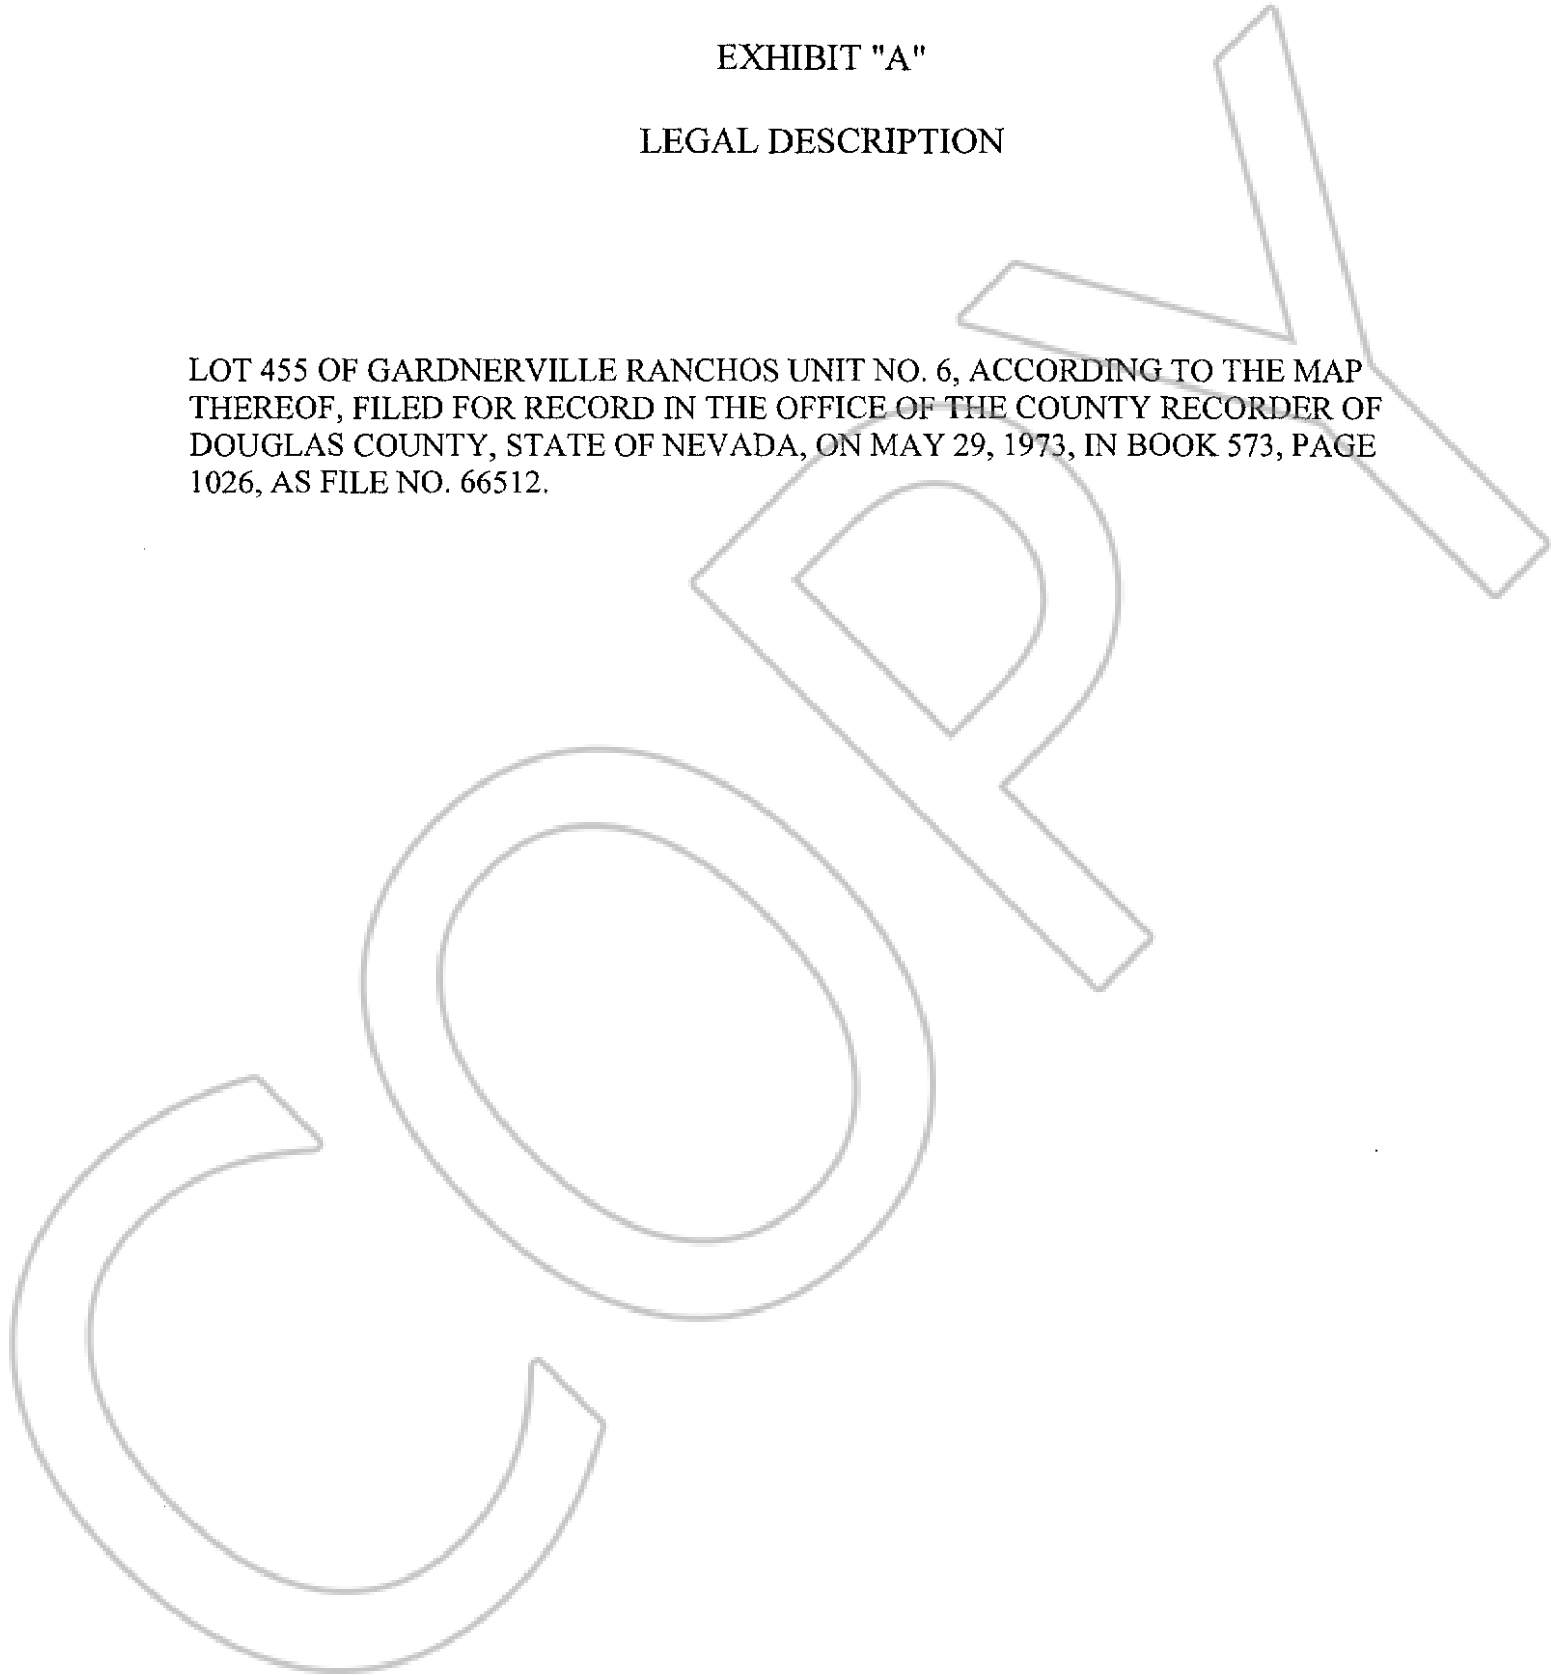 EXHIBIT "A"
LEGAL DESCRIPTION
LOT 455 OF GARDNERVILLE RANCHOS UNIT NO. 6, ACCORDING TO THE MAP
THEREOF, FILED FOR RECORD IN THE OFFICE OF THE COUNTY RECORDER OF
DOUGLAS COUNTY, STATE OF NEVADA, ON MAY 29, 1973, IN BOOK 573, PAGE
1026, AS FILE NO. 66512.
COPY